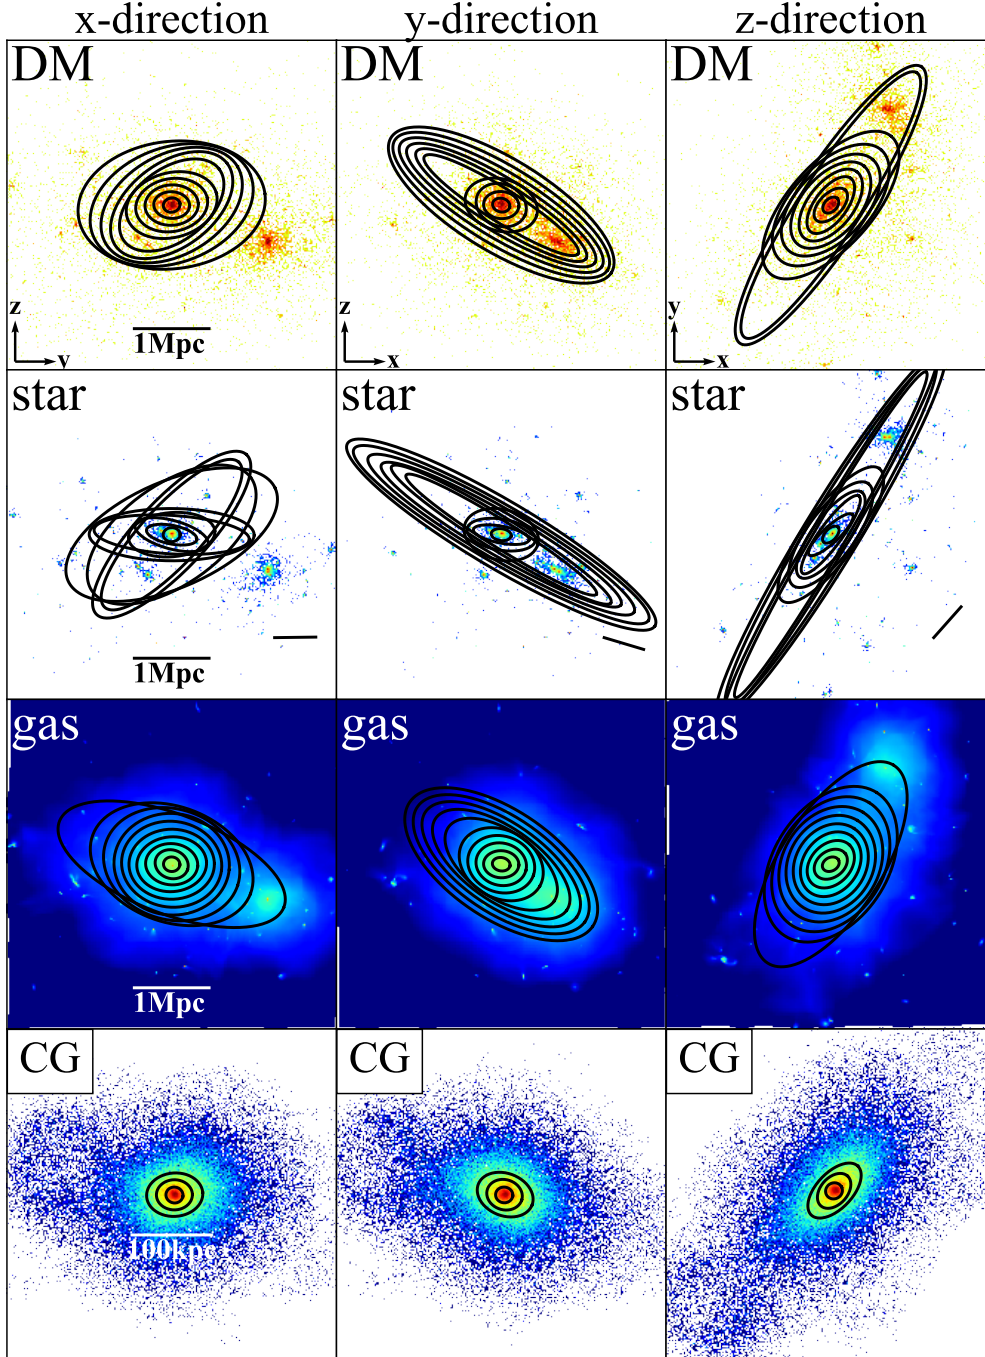 x-direction y-direction z-direction
DM DM DM
z z y
1Mpc
y x x
star star star
1Mpc
gas gas gas
1Mpc
CG CG CG
100kpc